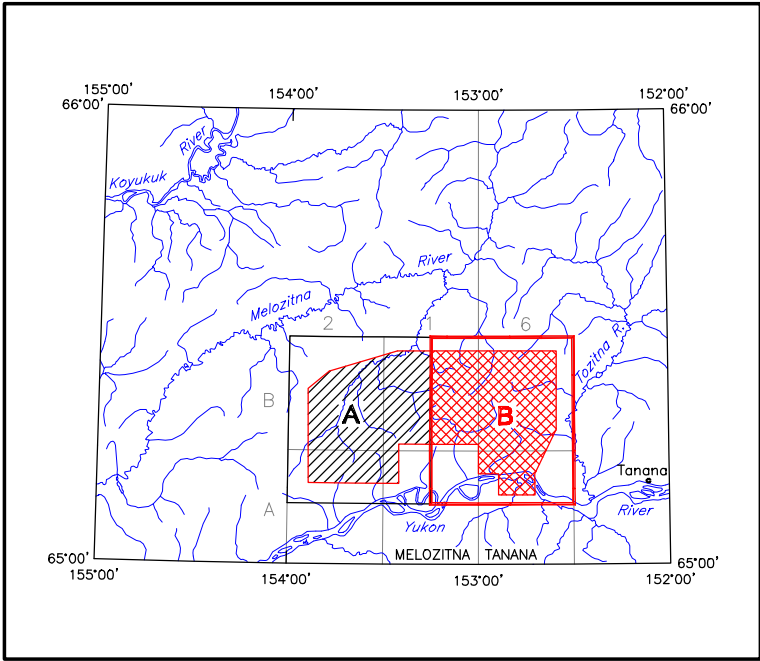 155°00'
154°00'
153°00'
152°00'
66°00'
66°00'
River
Koyukuk
River
Melozitna
2
1
6
Tozitna R.
B
A
B
Tanana
A
Yukon
River
MELOZITNA
TANANA
65°00'
65°00'
155°00'
154°00'
153°00'
152°00'